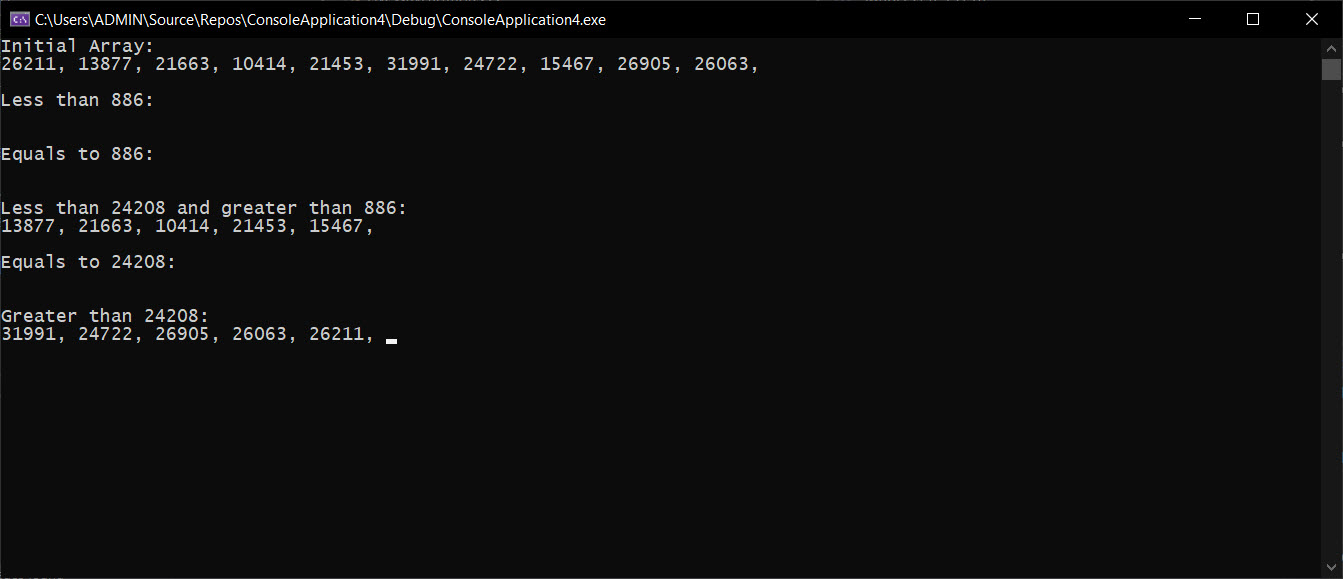 C:\Users\ADMIN\Source\Repos\ConsoleApplication4\Debug\ConsoleApplication4.exe
Initial Array:
26211, 13877, 21663, 10414, 21453, 31991, 24722, 15467, 26905, 26063,
Less than 886:
Equals to 886:
Less than 24208 and greater than 886:
13877, 21663, 10414, 21453, 15467,
Equals to 24208:
Greater than 24208:
31991, 24722, 26905, 26063, 26211,